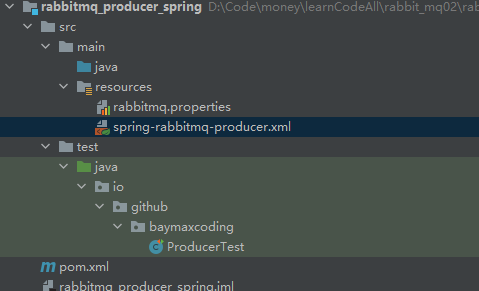 rabbitmq_producer_spring D:\Code\money\learnCodeAll\rabbit_mq02\rab
src
main
java
resources
rabbitmq.properties
spring-rabbitmq-producer.xml
test
java
io
github
baymaxcoding
ProducerTest
pom.xml
rabbitmq_producer_spring.iml